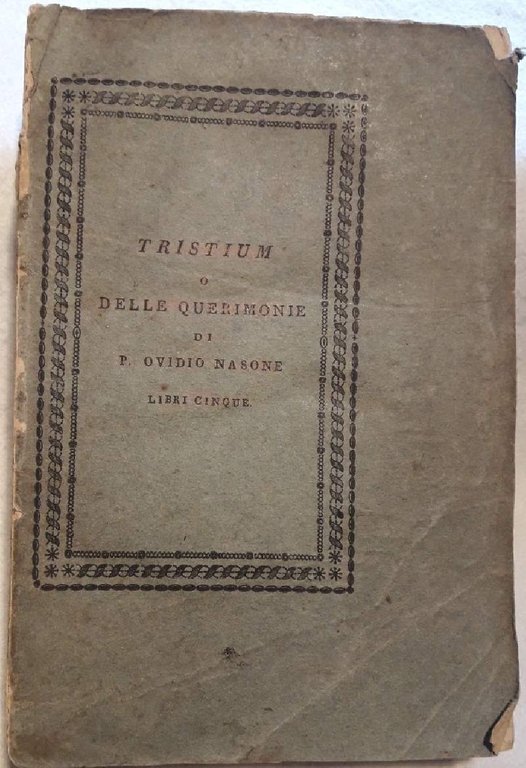 TRISTIUM
O
DELLE QUERIMONIE
DI
P. OVIDIO NASONE
LIBRI CINQUE.